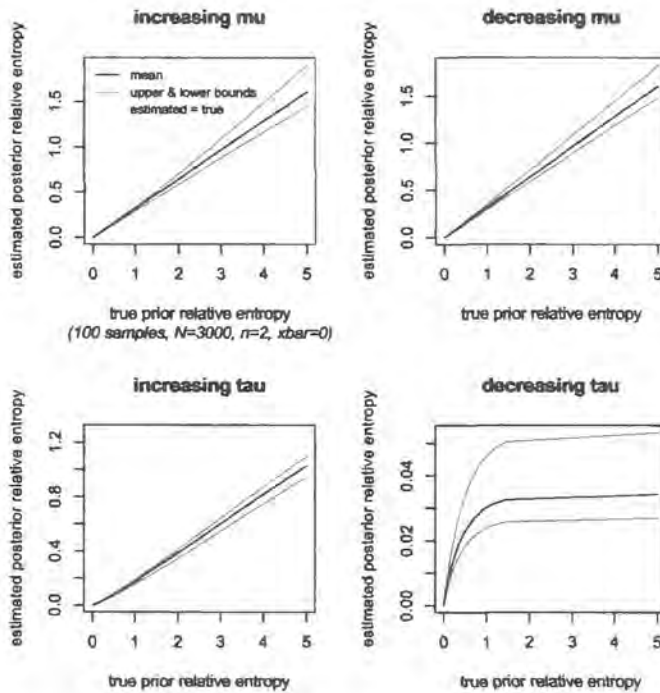 increasing mu
estimated posterior relative entropy
1.5
1.0
0.5
0.0
mean
upper & lower bounds
estimated = true
0 1 2 3 4 5
true prior relative entropy
(100 samples, N=3000, n=2, xbar=0)
decreasing mu
estimated posterior relative entropy
1.5
1.0
0.5
0.0
0 1 2 3 4 5
true prior relative entropy
increasing tau
estimated posterior relative entropy
1.2
0.8
0.4
0.0
0 1 2 3 4 5
true prior relative entropy
decreasing tau
estimated posterior relative entropy
0.04
0.02
0.00
0 1 2 3 4 5
true prior relative entropy